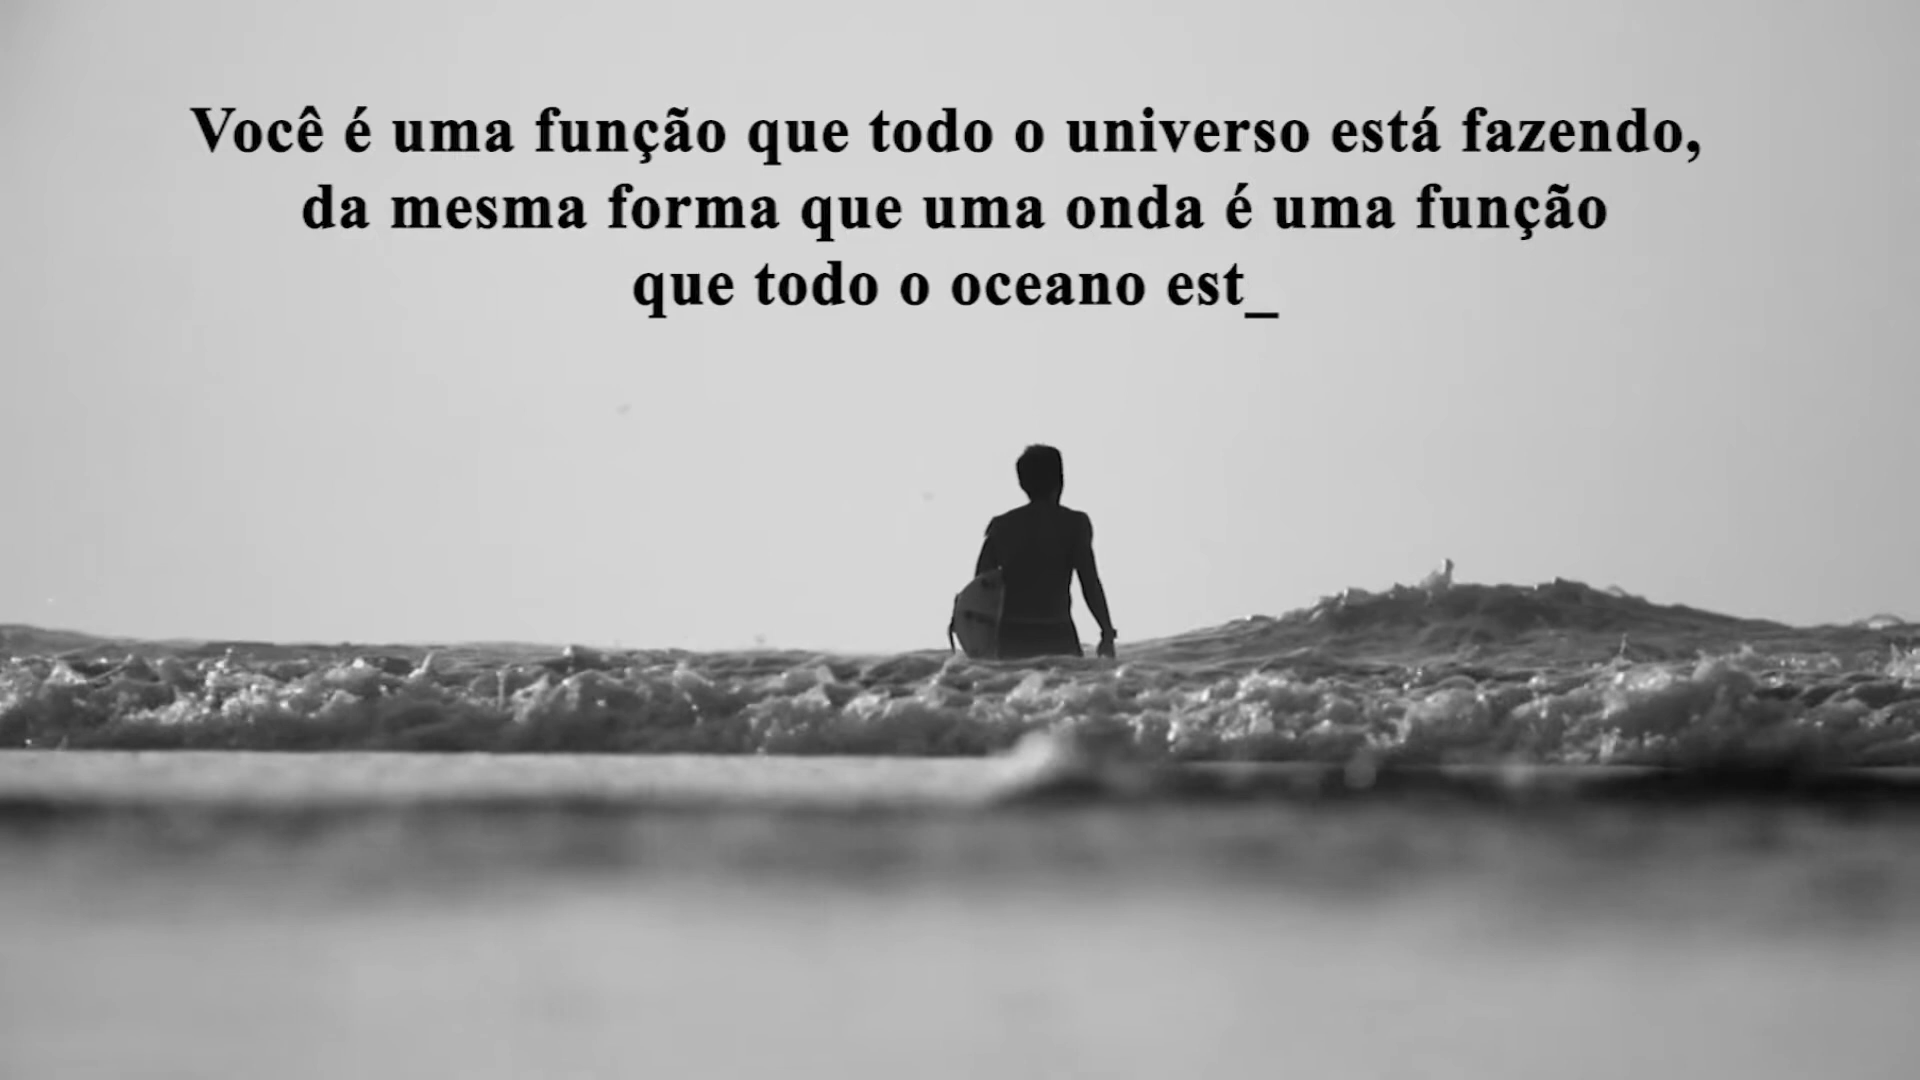 Você é uma função que todo o universo está fazendo,
da mesma forma que uma onda é uma função
que todo o oceano est_